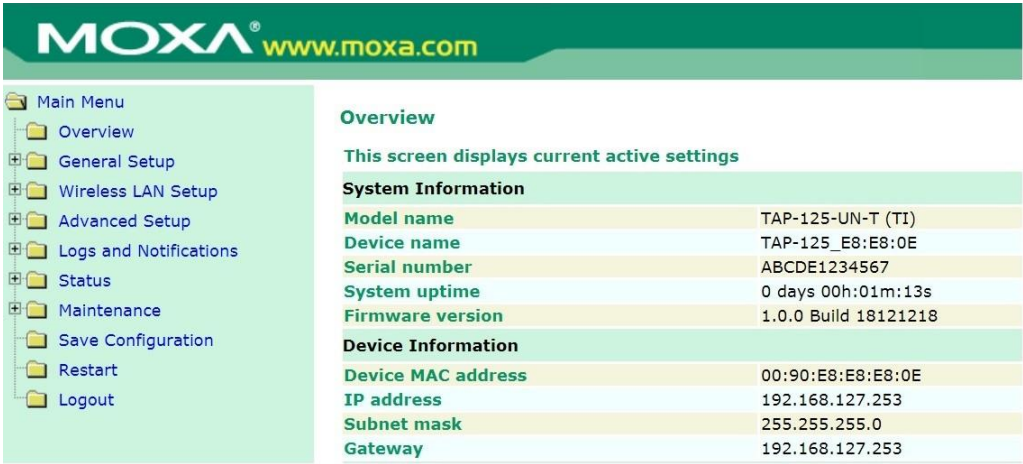 MOXA® www.moxa.com
Main Menu
Overview
General Setup
Wireless LAN Setup
Advanced Setup
Logs and Notifications
Status
Maintenance
Save Configuration
Restart
Logout
Overview
This screen displays current active settings
System Information
Model name TAP-125-UN-T (TI)
Device name TAP-125_E8:E8:0E
Serial number ABCDE1234567
System uptime 0 days 00h:01m:13s
Firmware version 1.0.0 Build 18121218
Device Information
Device MAC address 00:90:E8:E8:E8:0E
IP address 192.168.127.253
Subnet mask 255.255.255.0
Gateway 192.168.127.253